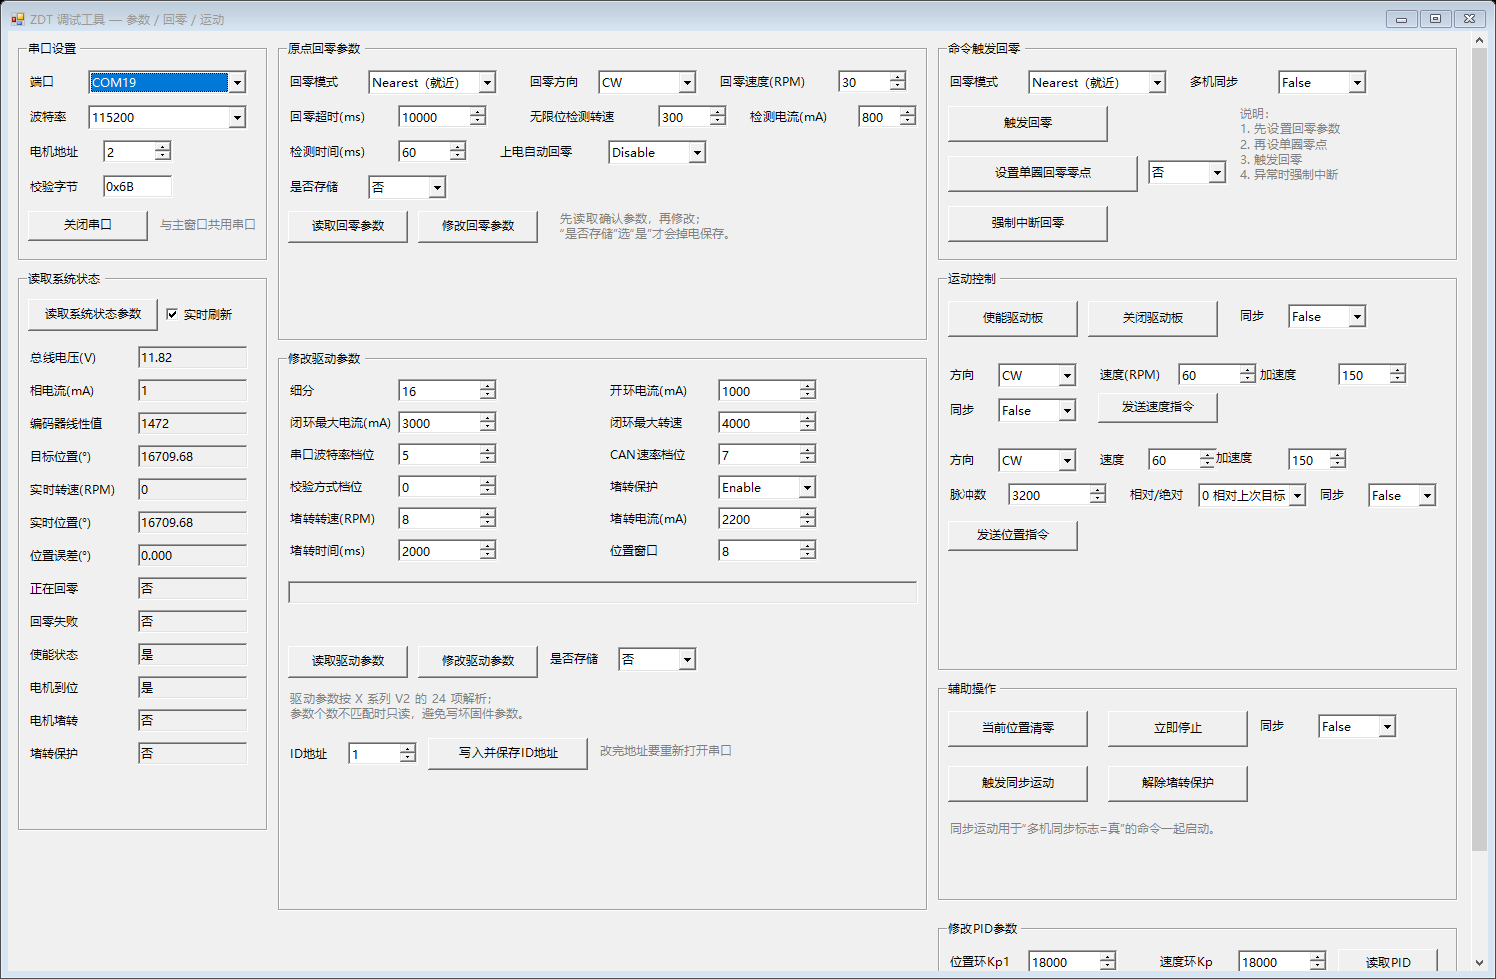 ZDT 调试工具 — 参数 / 回零 / 运动
串口设置
端口 COM19
波特率 115200
电机地址 2
校验字节 0x6B
关闭串口 与主窗口共用串口
读取系统状态
读取系统状态参数 实时刷新
总线电压(V) 11.82
相电流(mA) 1
编码器线性值 1472
目标位置(°) 16709.68
实时转速(RPM) 0
实时位置(°) 16709.68
位置误差(°) 0.000
正在回零 否
回零失败 否
使能状态 是
电机到位 是
电机堵转 否
堵转保护 否
原点回零参数
回零模式 Nearest（就近） 回零方向 CW 回零速度(RPM) 30
回零超时(ms) 10000 无限位检测转速 300 检测电流(mA) 800
检测时间(ms) 60 上电自动回零 Disable
是否存储 否
读取回零参数 修改回零参数
先读取确认参数，再修改；
“是否存储”选“是”才会掉电保存。
修改驱动参数
细分 16 开环电流(mA) 1000
闭环最大电流(mA) 3000 闭环最大转速 4000
串口波特率档位 5 CAN速率档位 7
校验方式档位 0 堵转保护 Enable
堵转转速(RPM) 8 堵转电流(mA) 2200
堵转时间(ms) 2000 位置窗口 8
读取驱动参数 修改驱动参数 是否存储 否
驱动参数按 X 系列 V2 的 24 项解析；
参数个数不匹配时只读，避免写坏固件参数。
ID地址 1 写入并保存ID地址 改完地址要重新打开串口
命令触发回零
回零模式 Nearest（就近） 多机同步 False
触发回零
设置单圈回零零点 否
强制中断回零
说明：
1. 先设置回零参数
2. 再设单圈零点
3. 触发回零
4. 异常时强制中断
运动控制
使能驱动板 关闭驱动板 同步 False
方向 CW 速度(RPM) 60 加速度 150
同步 False 发送速度指令
方向 CW 速度 60 加速度 150
脉冲数 3200 相对/绝对 0 相对上次目标 同步 False
发送位置指令
辅助操作
当前位置清零 立即停止 同步 False
触发同步运动 解除堵转保护
同步运动用于“多机同步标志=真”的命令一起启动。
修改PID参数
位置环Kp1 18000 速度环Kp 18000 读取PID